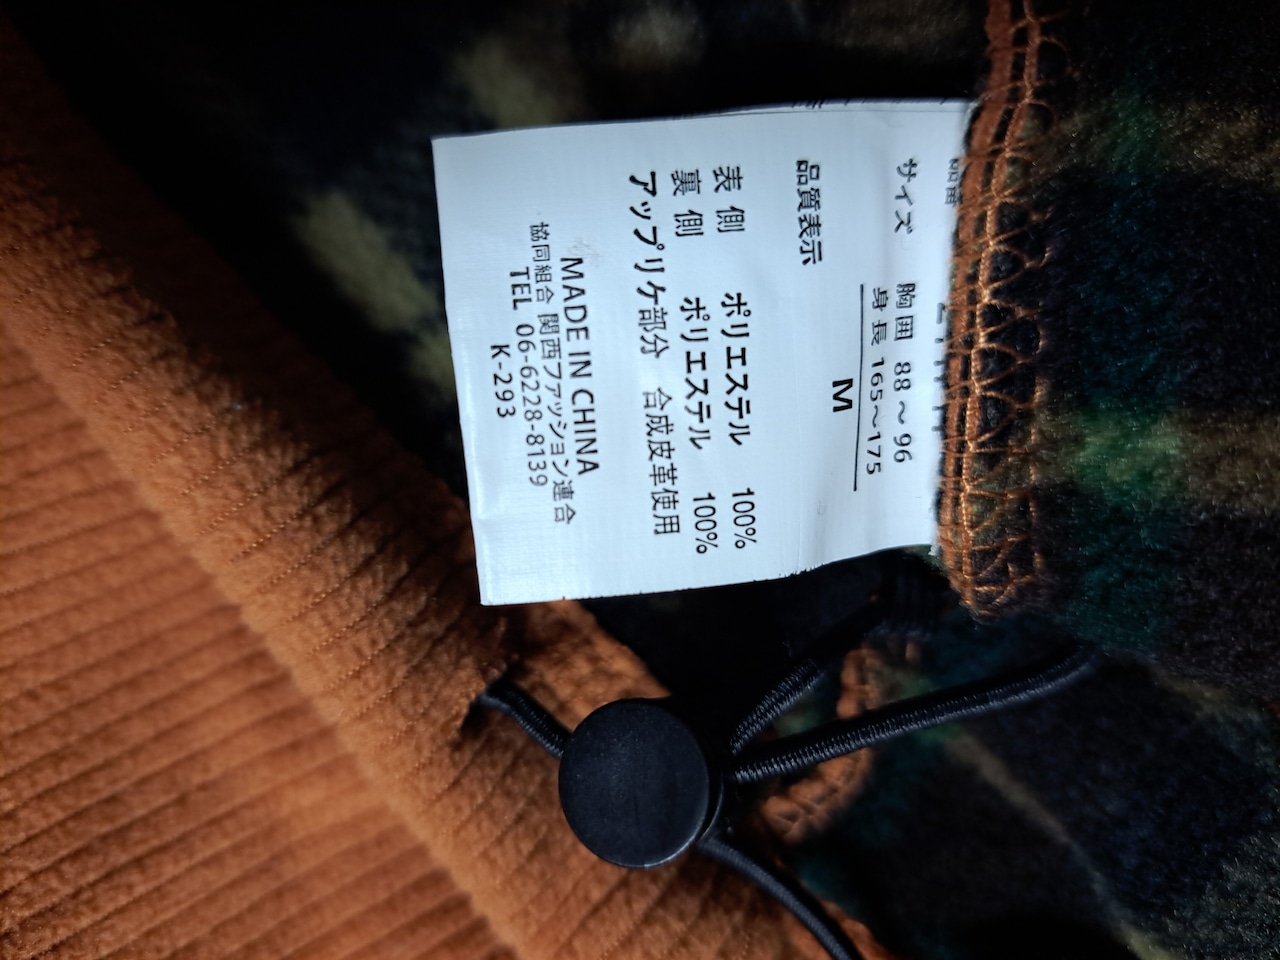 品番
サイズ 胸囲 88～96
身長 165～175
M
品質表示
表側 ポリエステル 100%
裏側 ポリエステル 100%
アップリケ部分 合成皮革使用
MADE IN CHINA
協同組合 関西ファッション連合
TEL 06-6228-8139
K-293